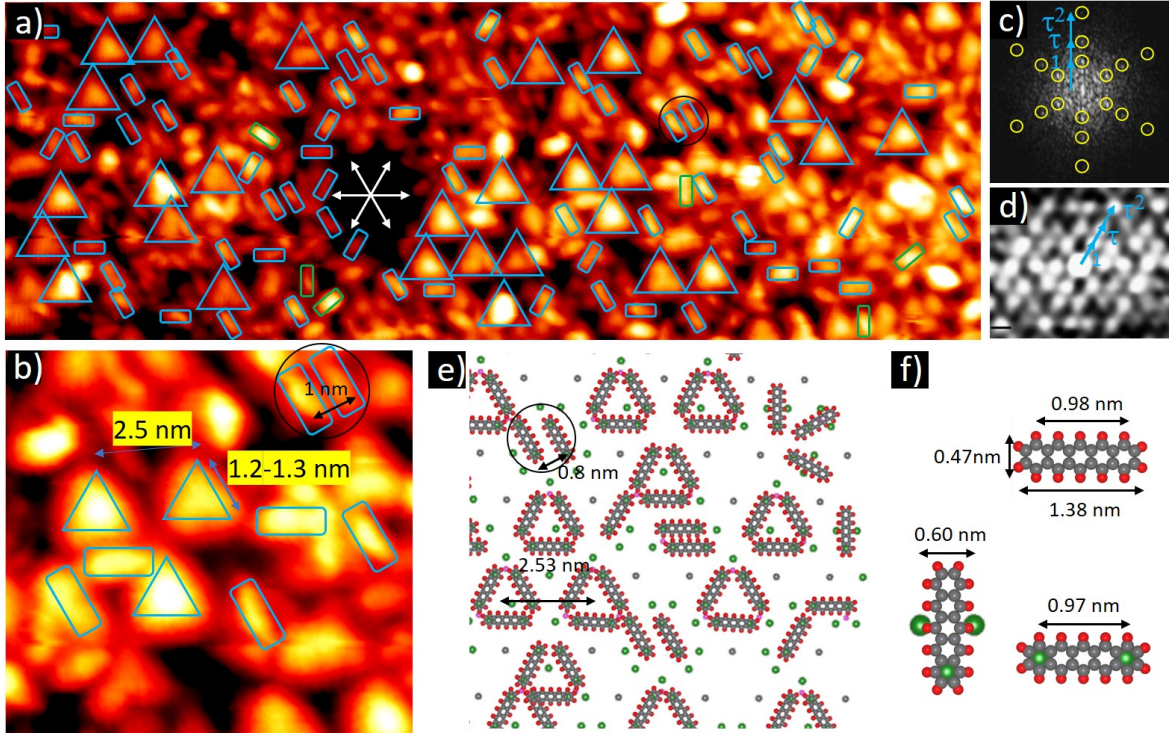 a)
c)
τ²
τ
1
d)
τ²
τ
1
b)
1 nm
2.5 nm
1.2-1.3 nm
e)
0.8 nm
2.53 nm
f)
0.98 nm
0.47nm
1.38 nm
0.60 nm
0.97 nm